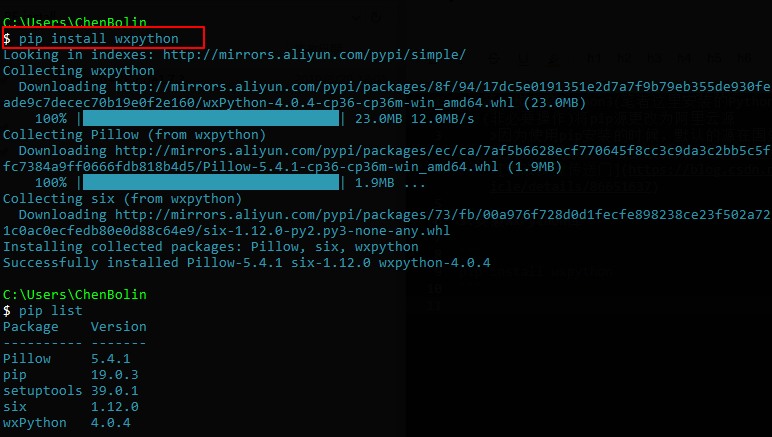 C:\Users\ChenBolin
$ pip install wxpython
Looking in indexes: http://mirrors.aliyun.com/pypi/simple/
Collecting wxpython
  Downloading http://mirrors.aliyun.com/pypi/packages/8f/94/17dc5e0191351e2d7a7f9b79eb355de930fe
ade9c7decec70b19e0f2e160/wxPython-4.0.4-cp36-cp36m-win_amd64.whl (23.0MB)
    100% |████████████████████████████████| 23.0MB 12.0MB/s
Collecting Pillow (from wxpython)
  Downloading http://mirrors.aliyun.com/pypi/packages/ec/ca/7af5b6628ecf770645f8cc3c9da3c2bb5c5f
fc7384a9ff0666fdb818b4d5/Pillow-5.4.1-cp36-cp36m-win_amd64.whl (1.9MB)
    100% |████████████████████████████████| 1.9MB ...
Collecting six (from wxpython)
  Downloading http://mirrors.aliyun.com/pypi/packages/73/fb/00a976f728d0d1fecfe898238ce23f502a72
1c0ac0ecfedb80e0d88c64e9/six-1.12.0-py2.py3-none-any.whl
Installing collected packages: Pillow, six, wxpython
Successfully installed Pillow-5.4.1 six-1.12.0 wxpython-4.0.4
C:\Users\ChenBolin
$ pip list
Package    Version
---------- -------
Pillow     5.4.1
pip        19.0.3
setuptools 39.0.1
six        1.12.0
wxPython   4.0.4